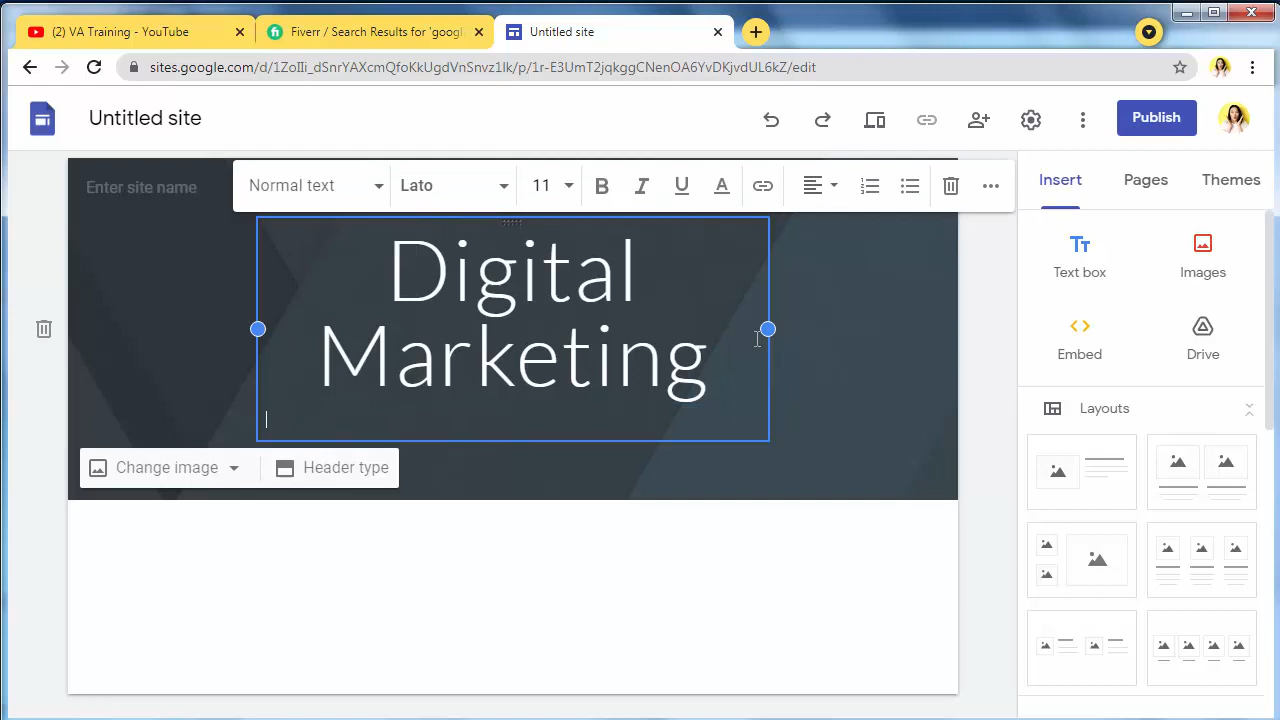 (2) VA Training - YouTube
Fiverr / Search Results for 'googl
Untitled site
sites.google.com/d/1ZoIIi_dSnrYAXcmQfoKkUgdVnSnvz1lk/p/1r-E3UmT2jqkggCNenOA6YvDKjvdUL6kZ/edit
Untitled site
Publish
Enter site name
Normal text
Lato
11
Insert
Pages
Themes
Digital
Marketing
Text box
Images
Embed
Drive
Layouts
Change image
Header type